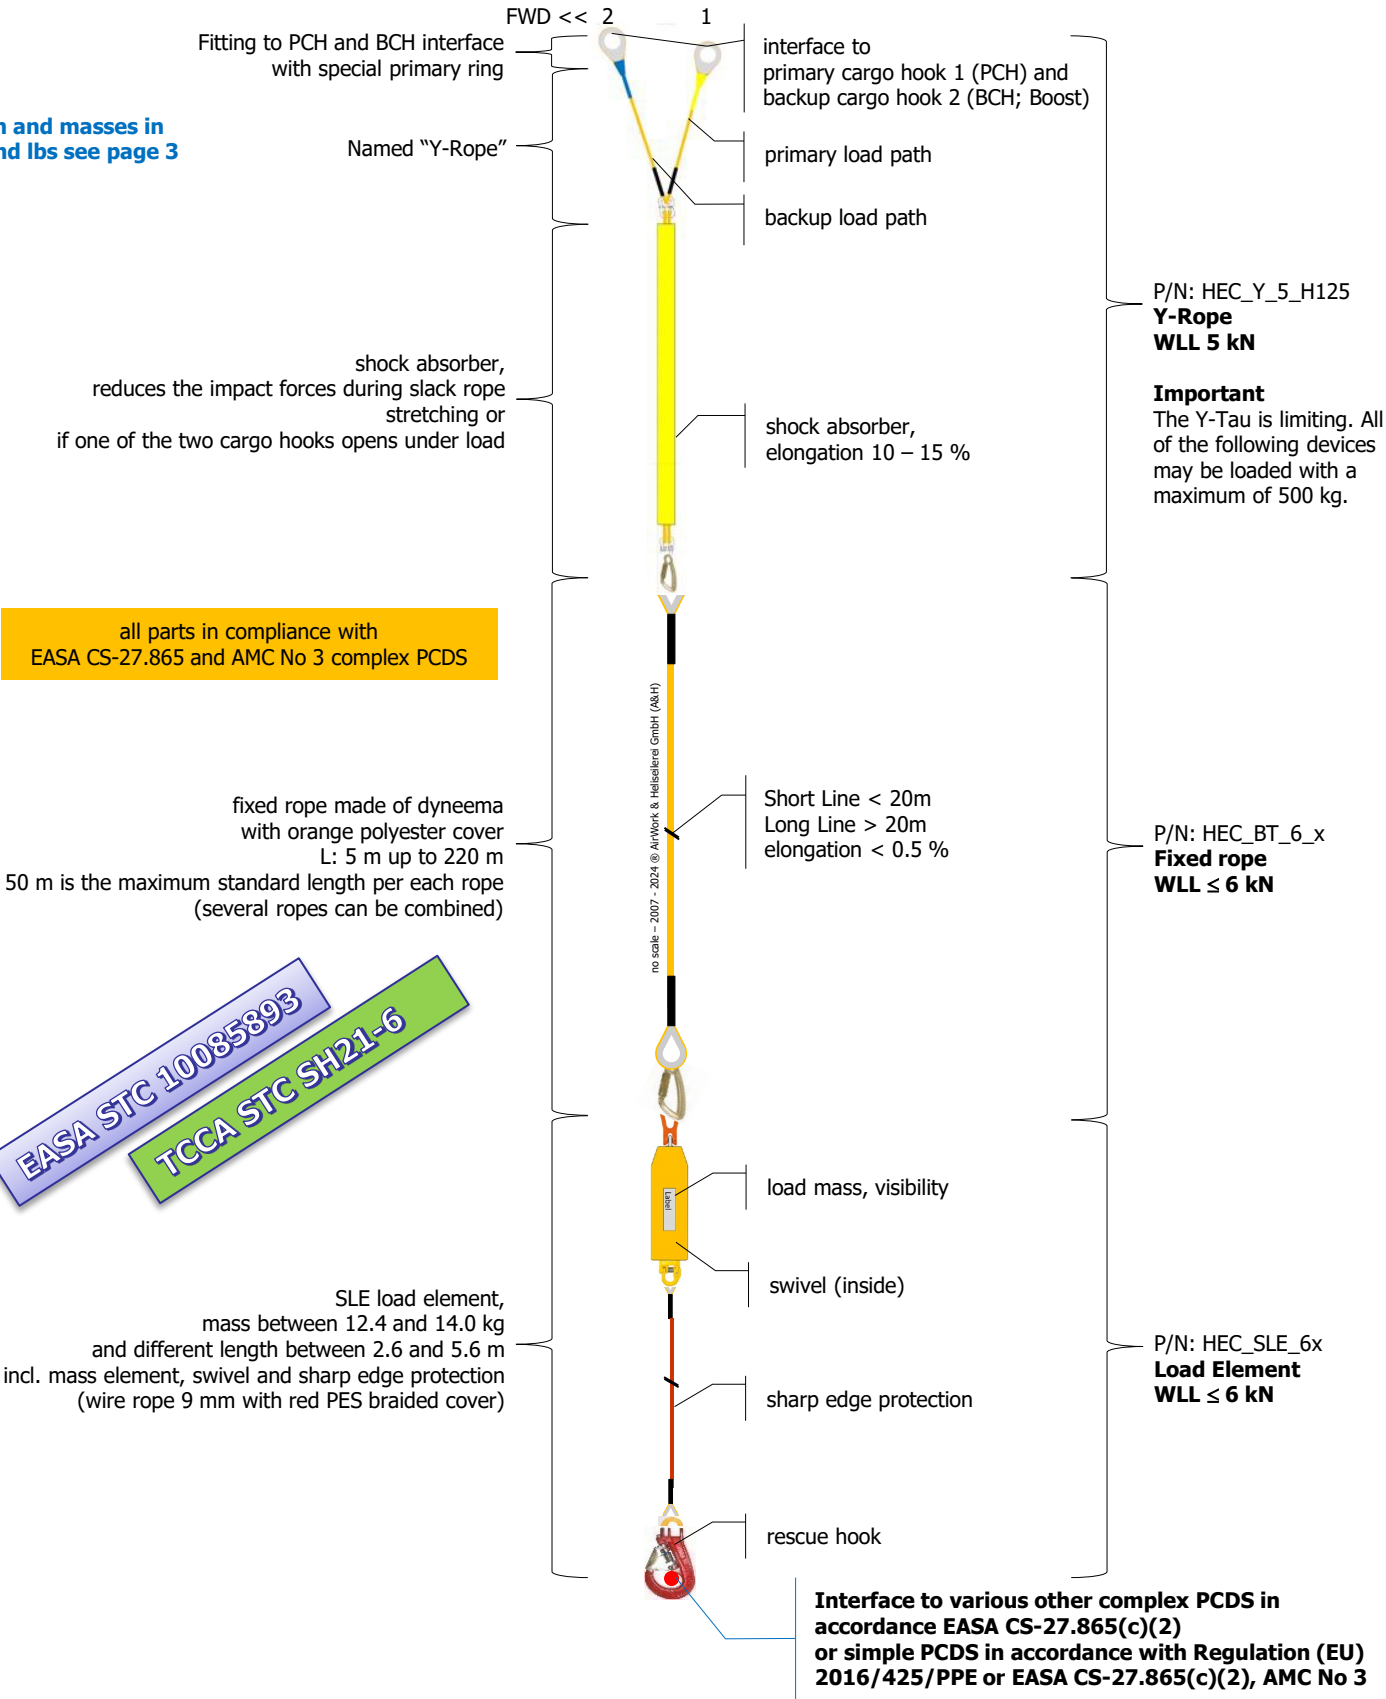 FWD << 2 1
Fitting to PCH and BCH interface
with special primary ring
interface to
primary cargo hook 1 (PCH) and
backup cargo hook 2 (BCH; Boost)
and masses in
lbs see page 3
Named “Y-Rope”
primary load path
backup load path
P/N: HEC_Y_5_H125
Y-Rope
WLL 5 kN
Important
The Y-Tau is limiting. All
of the following devices
may be loaded with a
maximum of 500 kg.
shock absorber,
reduces the impact forces during slack rope
stretching or
if one of the two cargo hooks opens under load
shock absorber,
elongation 10 – 15 %
all parts in compliance with
EASA CS-27.865 and AMC No 3 complex PCDS
no scale – 2007 - 2024 ® AirWork & Heliseilerei GmbH (A&H)
fixed rope made of dyneema
with orange polyester cover
L: 5 m up to 220 m
50 m is the maximum standard length per each rope
(several ropes can be combined)
Short Line < 20m
Long Line > 20m
elongation < 0.5 %
P/N: HEC_BT_6_x
Fixed rope
WLL ≤ 6 kN
EASA STC 10085893
TCCA STC SH21-6
load mass, visibility
Label
swivel (inside)
SLE load element,
mass between 12.4 and 14.0 kg
and different length between 2.6 and 5.6 m
incl. mass element, swivel and sharp edge protection
(wire rope 9 mm with red PES braided cover)
sharp edge protection
P/N: HEC_SLE_6x
Load Element
WLL ≤ 6 kN
rescue hook
Interface to various other complex PCDS in
accordance EASA CS-27.865(c)(2)
or simple PCDS in accordance with Regulation (EU)
2016/425/PPE or EASA CS-27.865(c)(2), AMC No 3